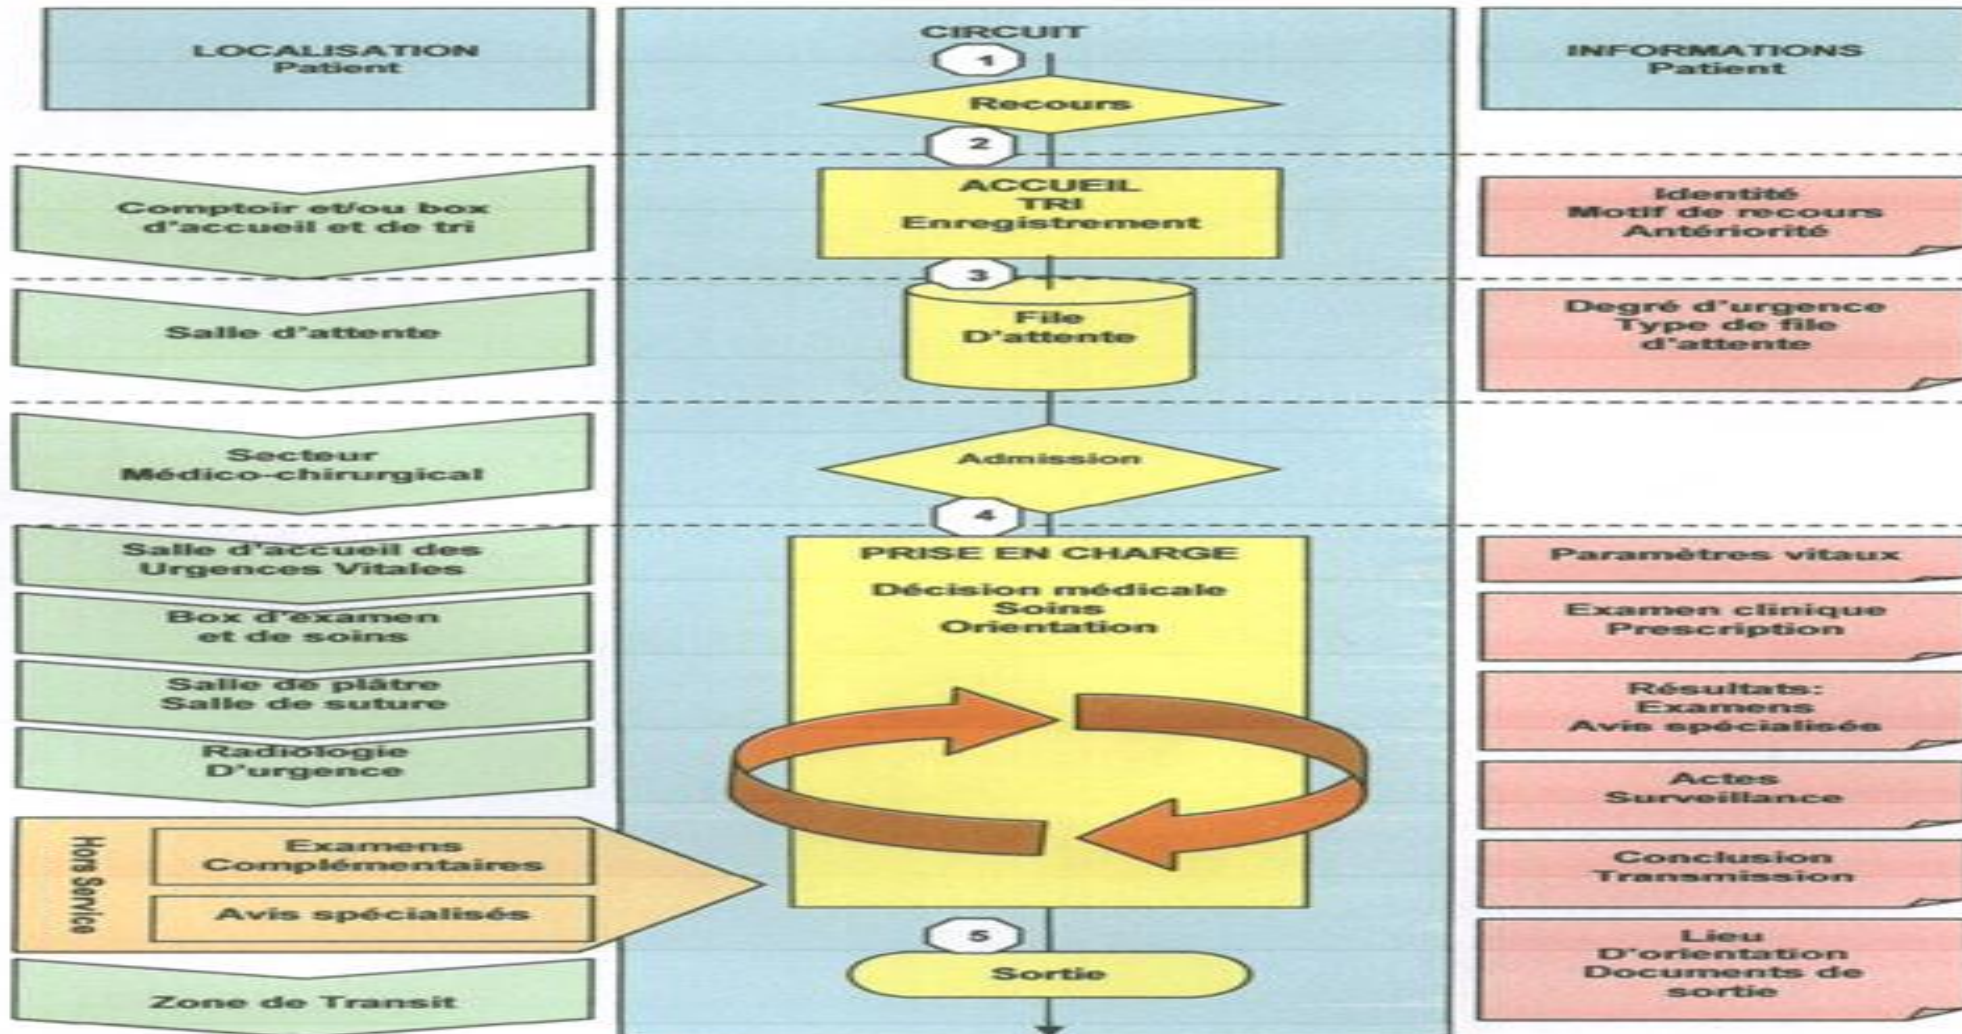 LOCALISATION
Patient
CIRCUIT
1
Recours
INFORMATIONS
Patient
2
Comptoir et/ou box
d'accueil et de tri
ACCUEIL
TRI
Enregistrement
Identité
Motif de recours
Antériorité
3
Salle d'attente
File
D'attente
Degré d'urgence
Type de file
d'attente
Secteur
Médico-chirurgical
Admission
4
Salle d'accueil des
Urgences Vitales
Box d'examen
et de soins
Salle de plâtre
Salle de suture
Radiologie
D'urgence
Hors Service
Examens
Complémentaires
Avis spécialisés
Zone de Transit
PRISE EN CHARGE
Décision médicale
Soins
Orientation
5
Sortie
Paramètres vitaux
Examen clinique
Prescription
Résultats:
Examens
Avis spécialisés
Actes
Surveillance
Conclusion
Transmission
Lieu
D'orientation
Documents de
sortie